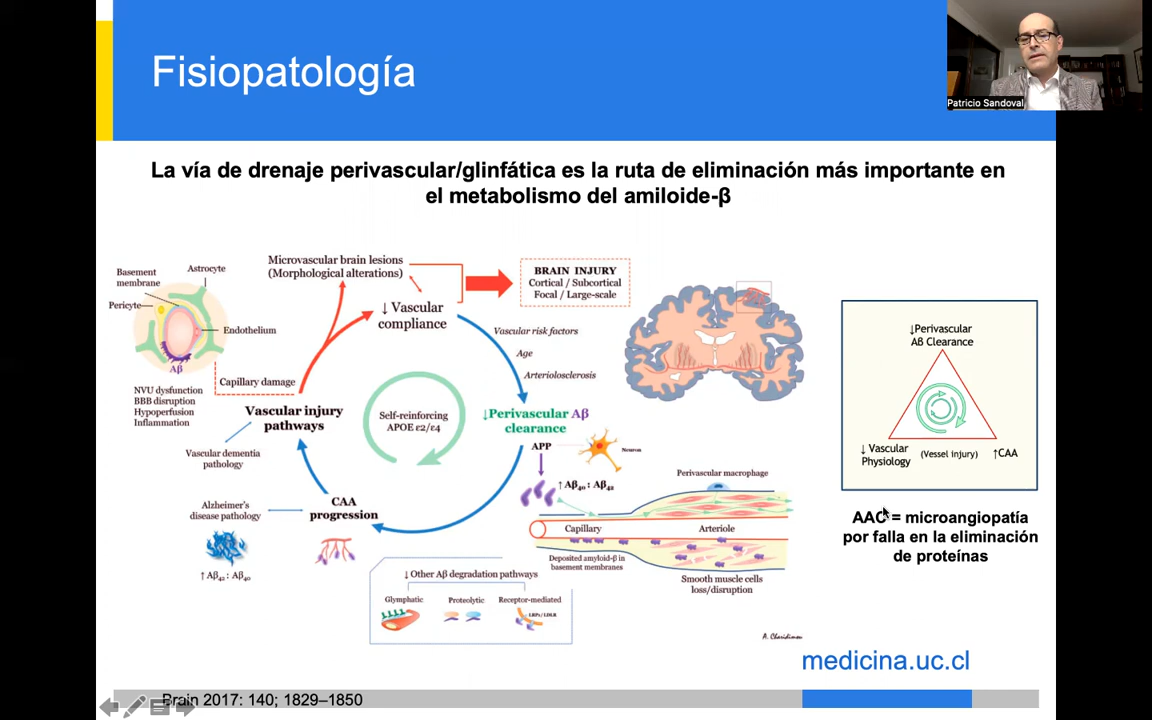 Fisiopatología
Patricio Sandoval
La vía de drenaje perivascular/glinfática es la ruta de eliminación más importante en
el metabolismo del amiloide-β
Basement
membrane
Astrocyte
Pericyte
Endothelium
Aβ
NVU dysfunction
BBB disruption
Hypoperfusion
Inflammation
Capillary damage
Microvascular brain lesions
(Morphological alterations)
↓ Vascular
compliance
BRAIN INJURY
Cortical / Subcortical
Focal / Large-scale
Vascular risk factors
Age
Arteriolosclerosis
Vascular injury
pathways
Self-reinforcing
APOE ε2/ε4
↓Perivascular Aβ
clearance
APP
Neuron
↑ Aβ40 : Aβ42
Vascular dementia
pathology
Alzheimer's
disease pathology
↑ Aβ42 : Aβ40
CAA
progression
Perivascular macrophage
Capillary
Arteriole
Deposited amyloid-β in
basement membranes
Smooth muscle cells
loss/disruption
↓ Other Aβ degradation pathways
Glymphatic
Proteolytic
Receptor-mediated
LRP1/LDLR
A. Charidimou
↓Perivascular
Aβ Clearance
↓ Vascular
Physiology
(Vessel injury)
↑CAA
AAC = microangiopatía
por falla en la eliminación
de proteínas
medicina.uc.cl
Brain 2017: 140; 1829–1850